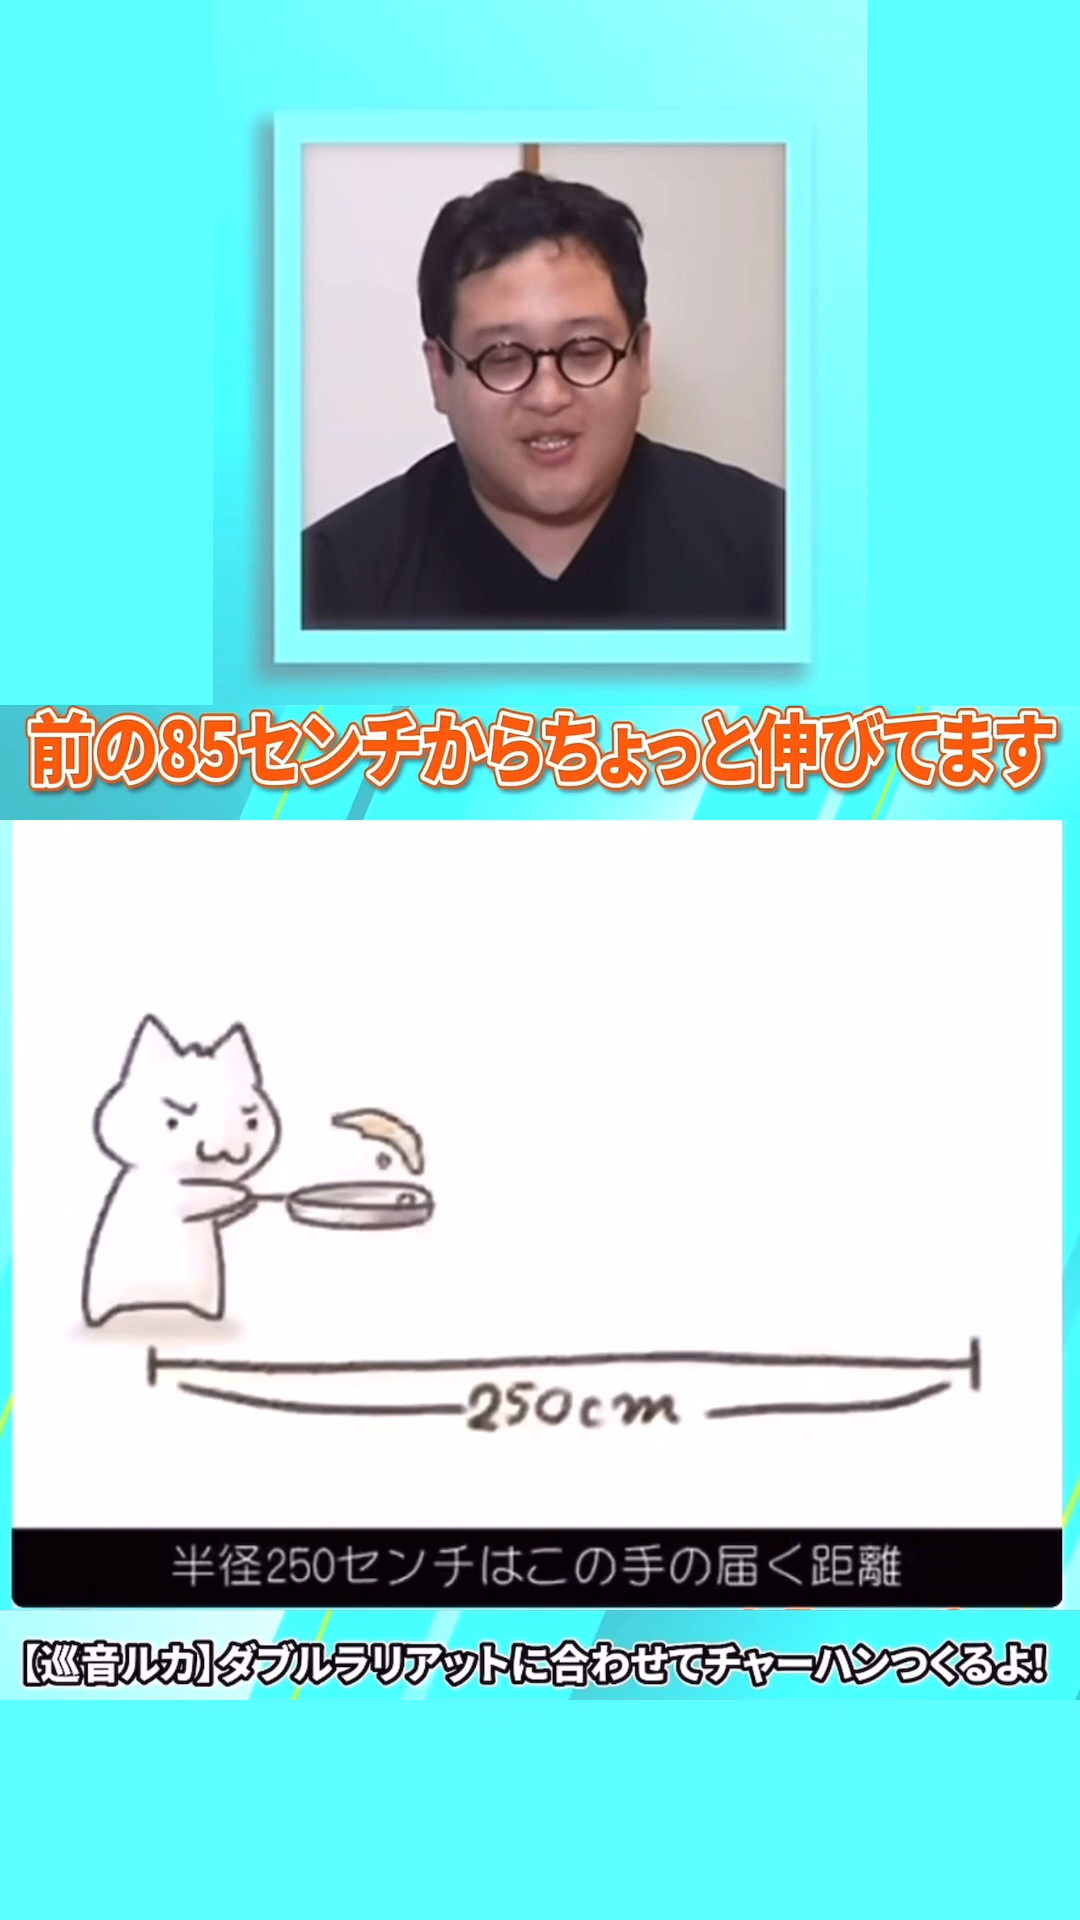 前の85センチからちょっと伸びてます
250cm
半径250センチはこの手の届く距離
【巡音ルカ】ダブルラリアットに合わせてチャーハンつくるよ!